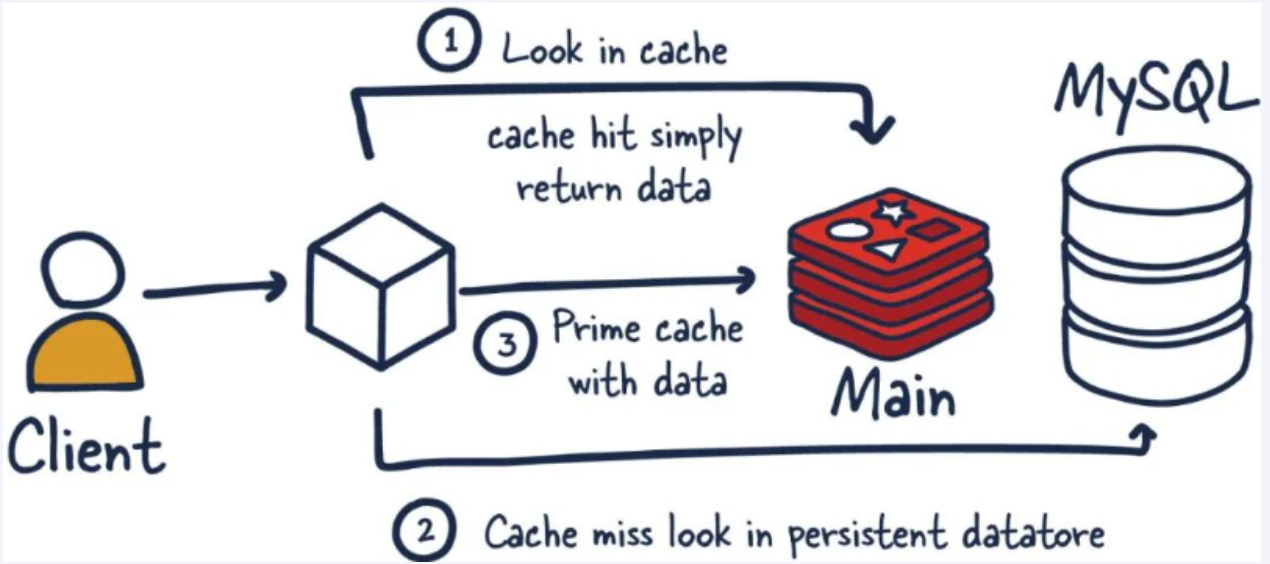 1 Look in cache
cache hit simply
return data
MySQL
3 Prime cache
with data
Main
Client
2 Cache miss look in persistent datatore